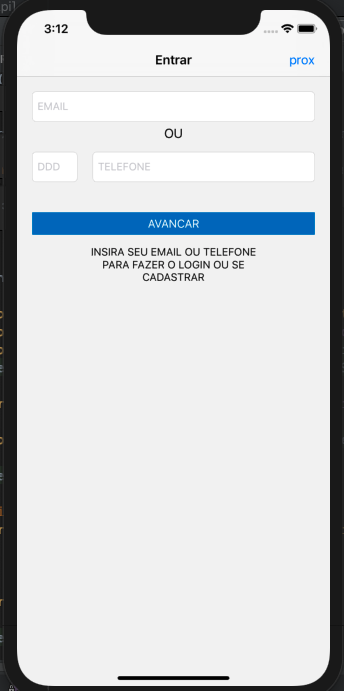 3:12
Entrar
prox
EMAIL
OU
DDD
TELEFONE
AVANCAR
INSIRA SEU EMAIL OU TELEFONE
PARA FAZER O LOGIN OU SE
CADASTRAR